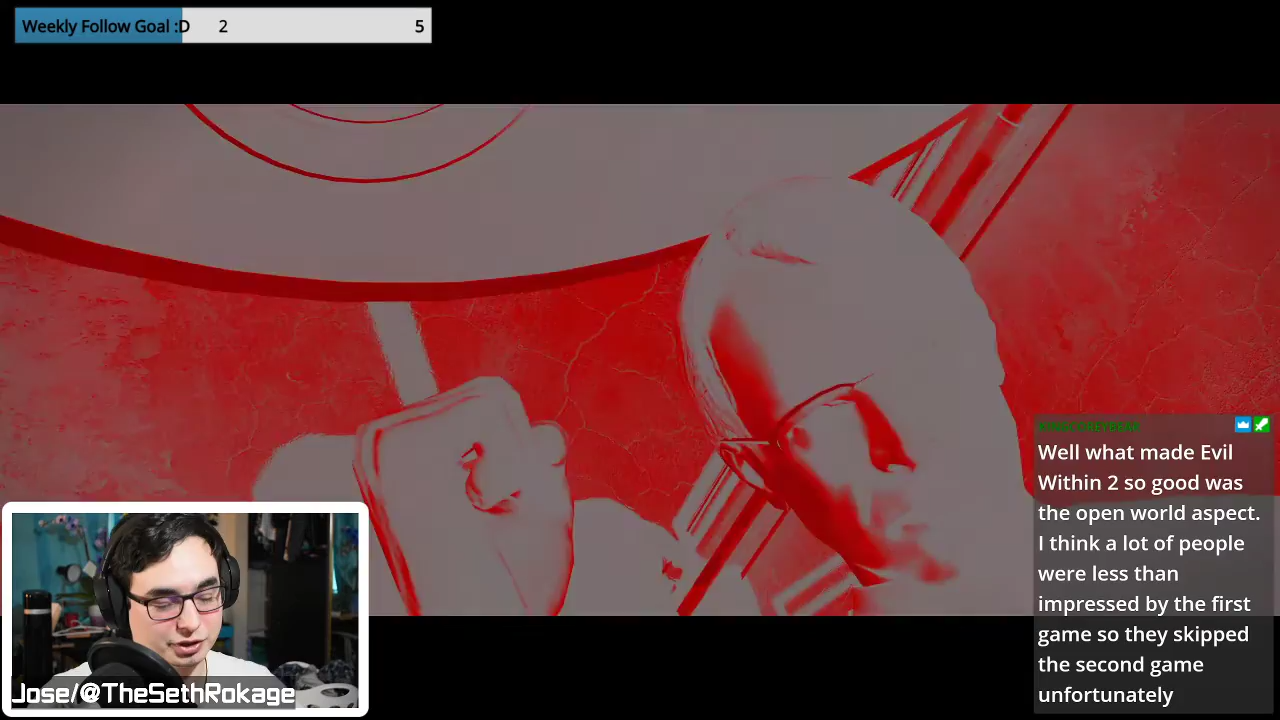 Weekly Follow Goal :D 2 5
Well what made Evil
Within 2 so good was
the open world aspect.
I think a lot of people
were less than
impressed by the first
game so they skipped
the second game
unfortunately
Jose/@TheSethRokage